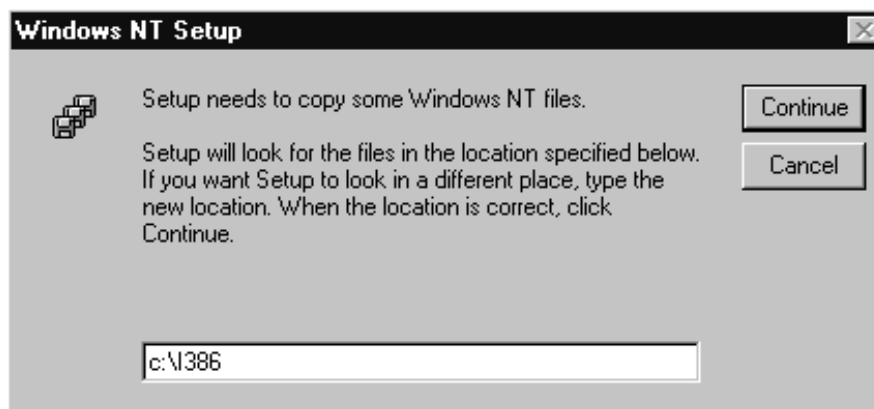 Windows NT Setup
Setup needs to copy some Windows NT files.
Continue
Setup will look for the files in the location specified below.
If you want Setup to look in a different place, type the
new location. When the location is correct, click
Continue.
Cancel
c:\I386